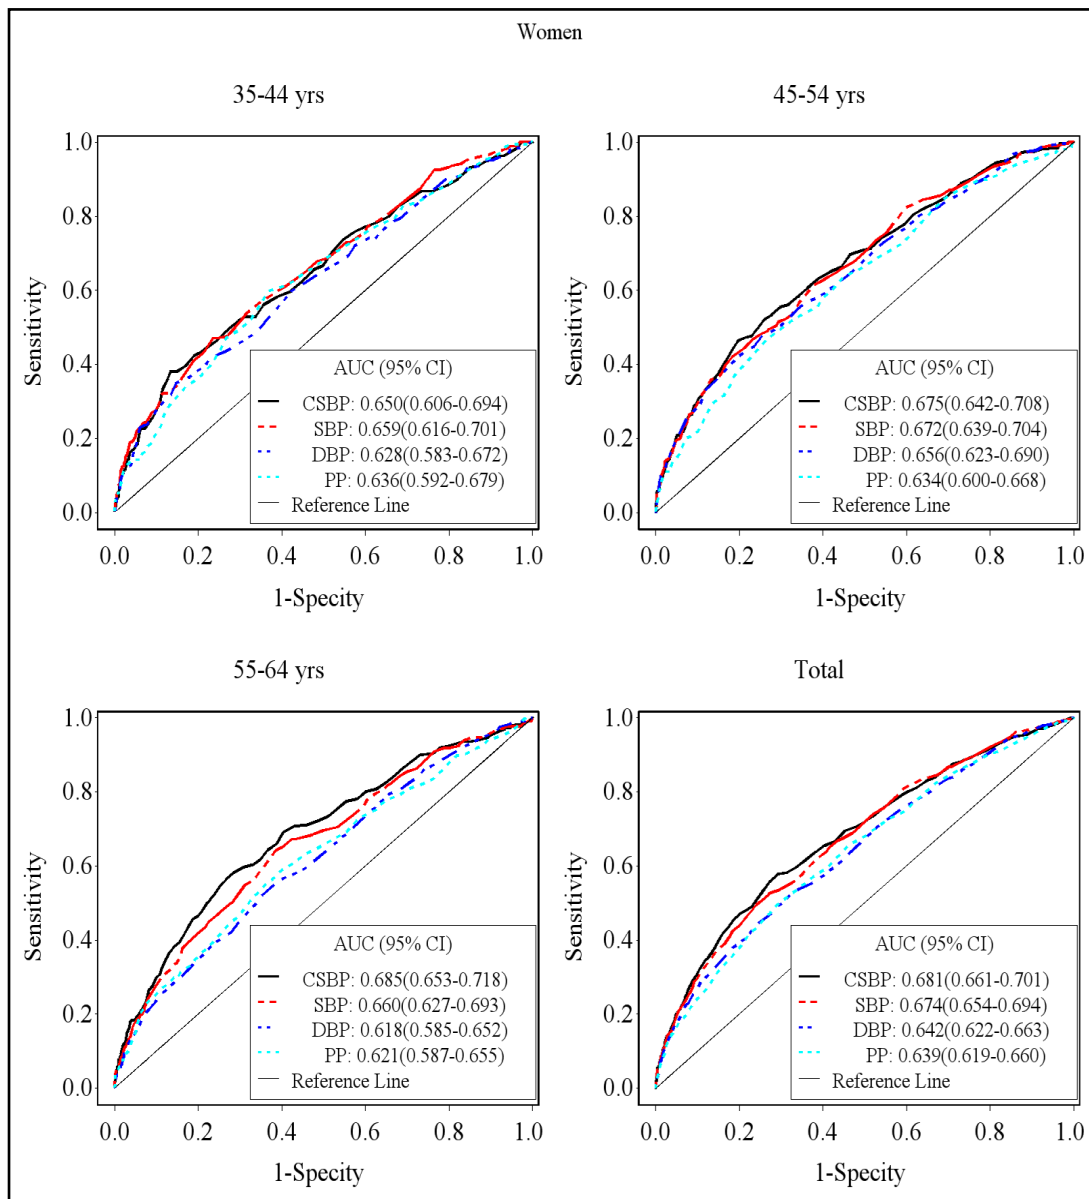 Women
35-44 yrs
1.0
0.8
0.6
0.4
0.2
0.0
Sensitivity
AUC (95% CI)
CSBP: 0.650(0.606-0.694)
SBP: 0.659(0.616-0.701)
DBP: 0.628(0.583-0.672)
PP: 0.636(0.592-0.679)
Reference Line
0.0 0.2 0.4 0.6 0.8 1.0
1-Specity
45-54 yrs
1.0
0.8
0.6
0.4
0.2
0.0
Sensitivity
AUC (95% CI)
CSBP: 0.675(0.642-0.708)
SBP: 0.672(0.639-0.704)
DBP: 0.656(0.623-0.690)
PP: 0.634(0.600-0.668)
Reference Line
0.0 0.2 0.4 0.6 0.8 1.0
1-Specity
55-64 yrs
1.0
0.8
0.6
0.4
0.2
0.0
Sensitivity
AUC (95% CI)
CSBP: 0.685(0.653-0.718)
SBP: 0.660(0.627-0.693)
DBP: 0.618(0.585-0.652)
PP: 0.621(0.587-0.655)
Reference Line
0.0 0.2 0.4 0.6 0.8 1.0
1-Specity
Total
1.0
0.8
0.6
0.4
0.2
0.0
Sensitivity
AUC (95% CI)
CSBP: 0.681(0.661-0.701)
SBP: 0.674(0.654-0.694)
DBP: 0.642(0.622-0.663)
PP: 0.639(0.619-0.660)
Reference Line
0.0 0.2 0.4 0.6 0.8 1.0
1-Specity